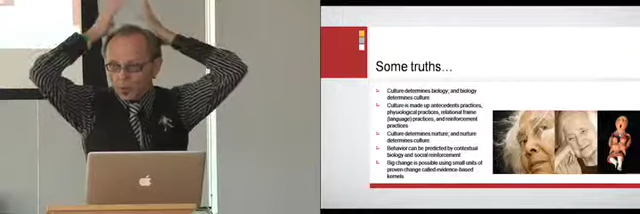 Some truths...
Culture determines biology; and biology
determines culture
Culture is made up antecedents practices,
physiological practices, relational frame
(language) practices, and reinforcement
practices
Culture determines nurture; and nurture
determines culture
Behavior can be predicted by contextual
biology and social reinforcement
Big change is possible using small units of
proven change called evidence-based
kernels